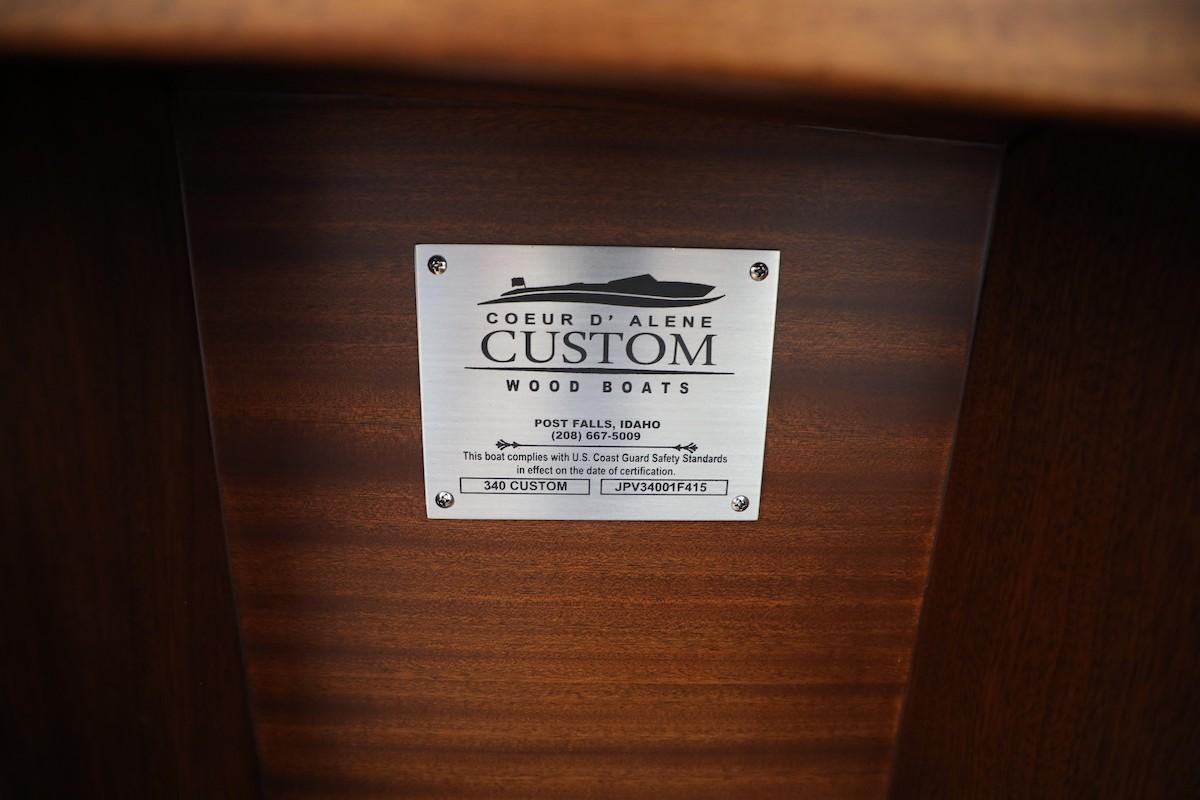 COEUR D' ALENE
CUSTOM
WOOD BOATS
POST FALLS, IDAHO
(208) 667-5009
This boat complies with U.S. Coast Guard Safety Standards
in effect on the date of certification.
340 CUSTOM JPV34001F415